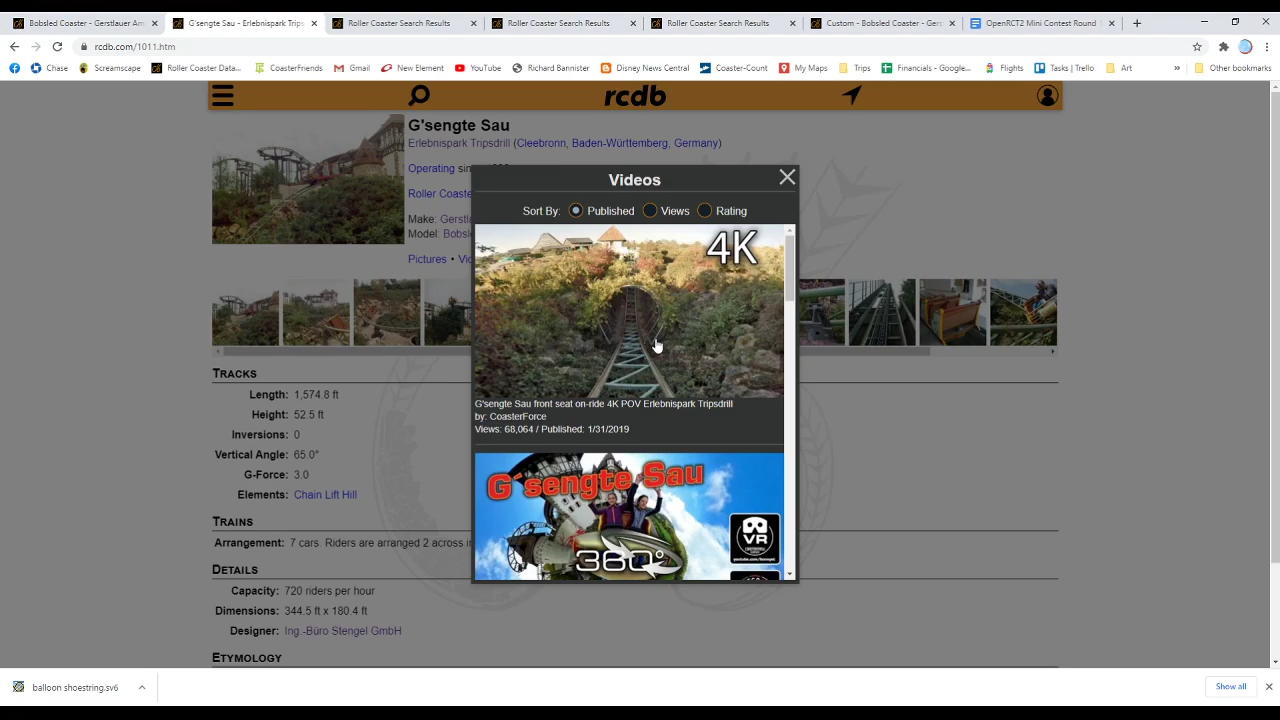 Bobsled Coaster - Gerstlauer Am
G'sengte Sau - Erlebnispark Trips
Roller Coaster Search Results
Roller Coaster Search Results
Roller Coaster Search Results
Custom - Bobsled Coaster - Gers
OpenRCT2 Mini Contest Round
rcdb.com/1011.htm
Chase
Screamscape
Roller Coaster Data...
CoasterFriends
Gmail
New Element
YouTube
Richard Bannister
Disney News Central
Coaster-Count
My Maps
Trips
Financials - Google...
Flights
Tasks | Trello
Art
»
Other bookmarks
rcdb
G'sengte Sau
Erlebnispark Tripsdrill (Cleebronn, Baden-Württemberg, Germany)
Operating sin
Roller Coaste
Make: Gerstla
Model: Bobsl
Pictures • Vi
Videos
Sort By: Published Views Rating
4K
G'sengte Sau front seat on-ride 4K POV Erlebnispark Tripsdrill
by: CoasterForce
Views: 68,064 / Published: 1/31/2019
G'sengte Sau
VR
360°
TRACKS
Length: 1,574.8 ft
Height: 52.5 ft
Inversions: 0
Vertical Angle: 65.0°
G-Force: 3.0
Elements: Chain Lift Hill
TRAINS
Arrangement: 7 cars. Riders are arranged 2 across i
DETAILS
Capacity: 720 riders per hour
Dimensions: 344.5 ft x 180.4 ft
Designer: Ing.-Büro Stengel GmbH
ETYMOLOGY
balloon shoestring.sv6
Show all